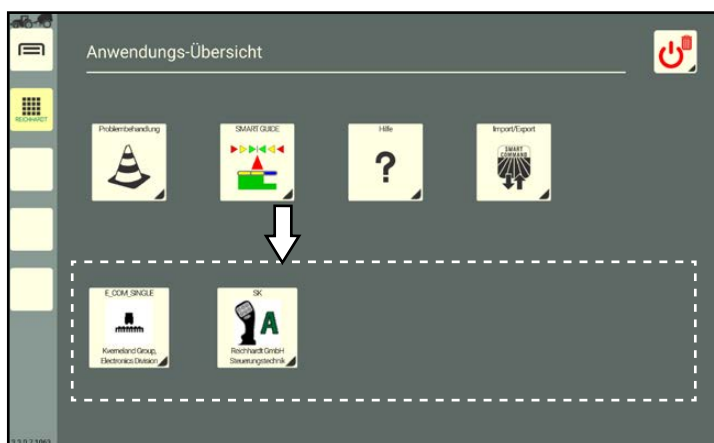 Anwendungs-Übersicht
REICHHARDT
Problembehandlung
SMART GUIDE
Hilfe
?
Import/Export
SMART
COMMAND
E_COM_SINGLE
Kverneland Group,
Electronics Division
SK
A
Reichhardt GmbH
Steuerungstechnik